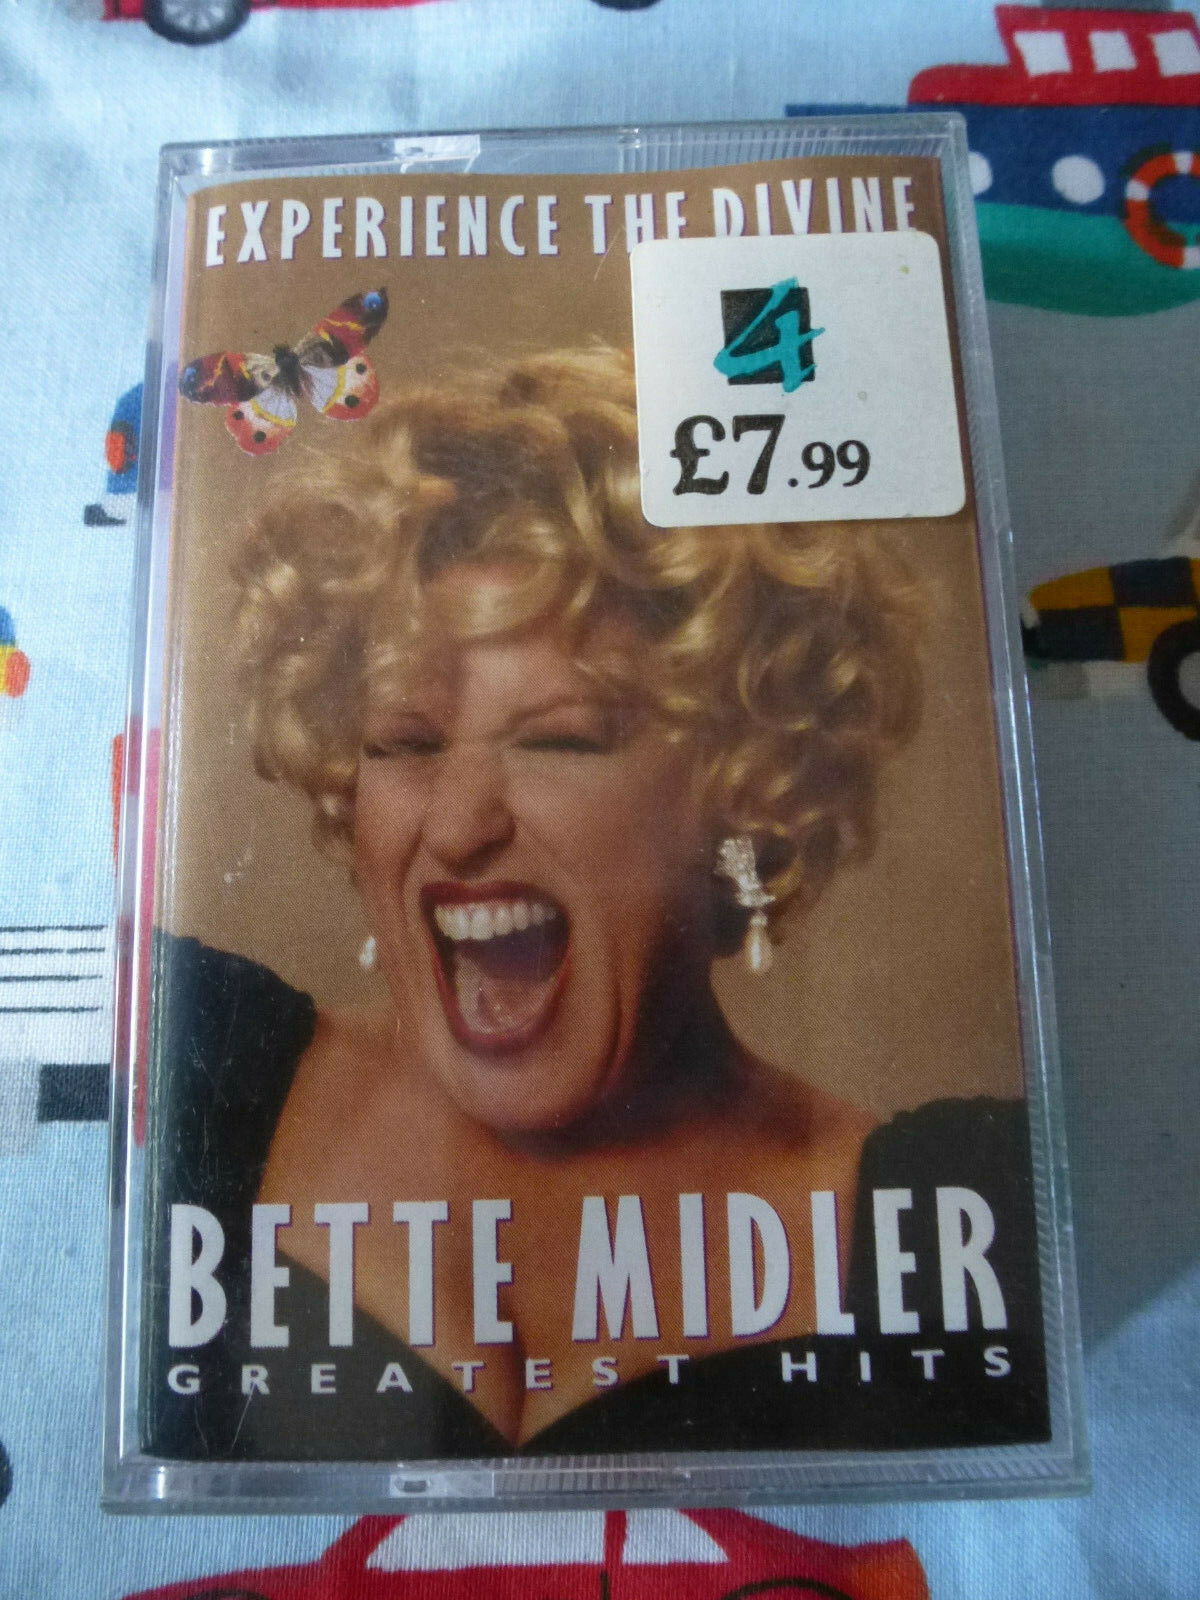 EXPERIENCE THE DIVINE
4
£7.99
BETTE MIDLER
GREATEST HITS